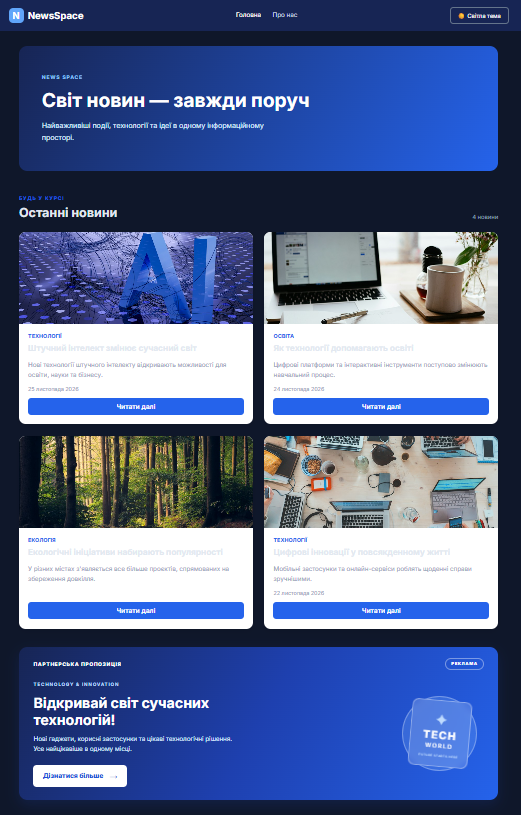 N NewsSpace
Головна
Про нас
Світла тема
NEWS SPACE
Світ новин — завжди поруч
Найважливіші події, технології та ідеї в одному інформаційному
просторі.
БУДЬ У КУРСІ
Останні новини
4 новини
AI
ТЕХНОЛОГІЇ
Штучний інтелект змінює сучасний світ
Нові технології штучного інтелекту відкривають можливості для
освіти, науки та бізнесу.
25 листопада 2026
Читати далі
ОСВІТА
Як технології допомагають освіті
Цифрові платформи та інтерактивні інструменти поступово змінюють
навчальний процес.
24 листопада 2026
Читати далі
ЕКОЛОГІЯ
Екологічні ініціативи набирають популярності
У різних містах з'являється все більше проектів, спрямованих на
збереження довкілля.
Читати далі
ТЕХНОЛОГІЇ
Цифрові інновації у повсякденному житті
Мобільні застосунки та онлайн-сервіси роблять щоденні справи
зручнішими.
22 листопада 2026
Читати далі
ПАРТНЕРСЬКА ПРОПОЗИЦІЯ
РЕКЛАМА
TECHNOLOGY & INNOVATION
Відкривай світ сучасних
технологій!
Нові гаджети, корисні застосунки та цікаві технологічні рішення.
Усе найцікавіше в одному місці.
Дізнатися більше →
TECH
WORLD